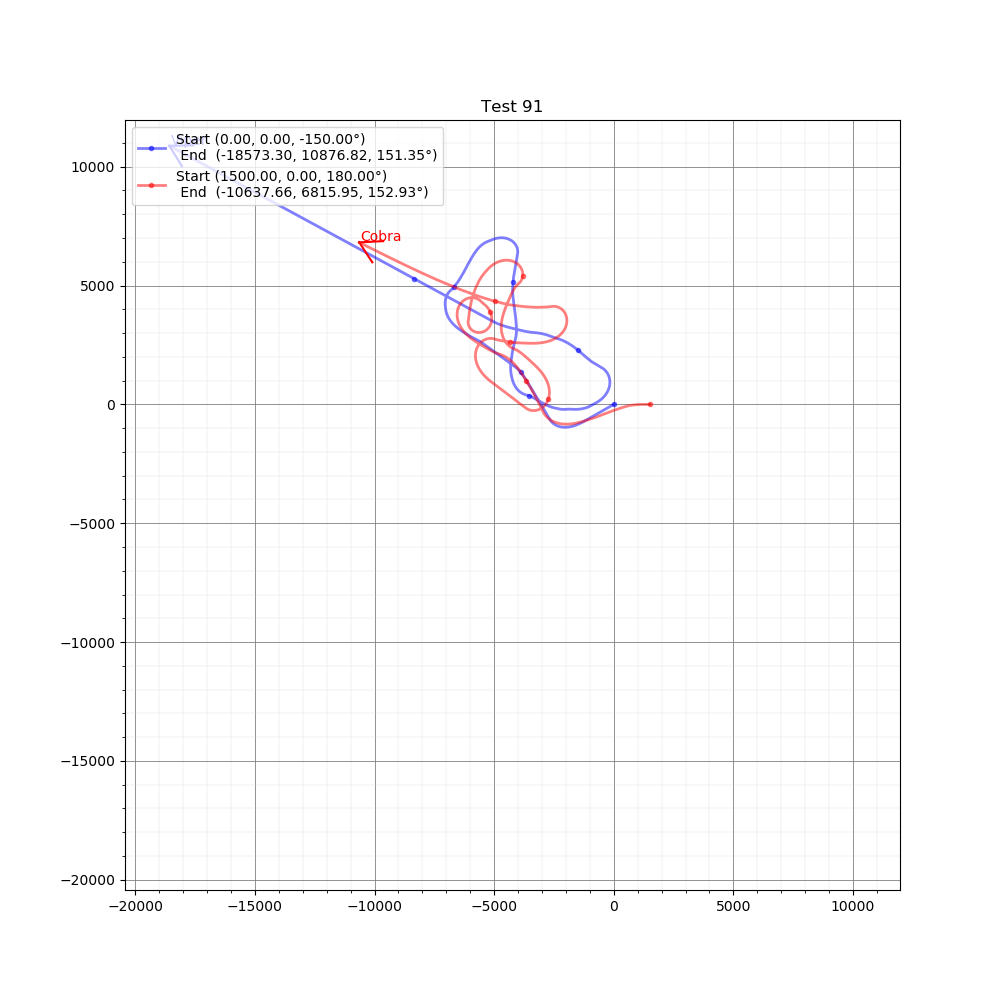 Test 91
Start (0.00, 0.00, -150.00°)
End (-18573.30, 10876.82, 151.35°)
Start (1500.00, 0.00, 180.00°)
End (-10637.66, 6815.95, 152.93°)
Cobra
10000
5000
0
−5000
−10000
−15000
−20000
−20000 −15000 −10000 −5000 0 5000 10000